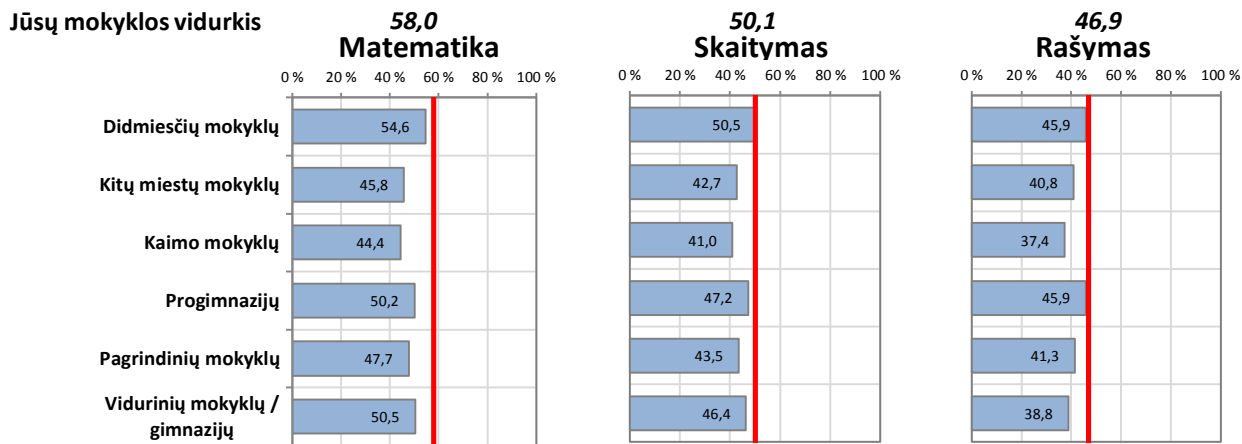 Jūsų mokyklos vidurkis 58,0 50,1 46,9
Matematika Skaitymas Rašymas
0 % 20 % 40 % 60 % 80 % 100 % 0 % 20 % 40 % 60 % 80 % 100 % 0 % 20 % 40 % 60 % 80 % 100 %
Didmiesčių mokyklų 54,6 50,5 45,9
Kitų miestų mokyklų 45,8 42,7 40,8
Kaimo mokyklų 44,4 41,0 37,4
Progimnazijų 50,2 47,2 45,9
Pagrindinių mokyklų 47,7 43,5 41,3
Vidurinių mokyklų /
gimnazijų 50,5 46,4 38,8